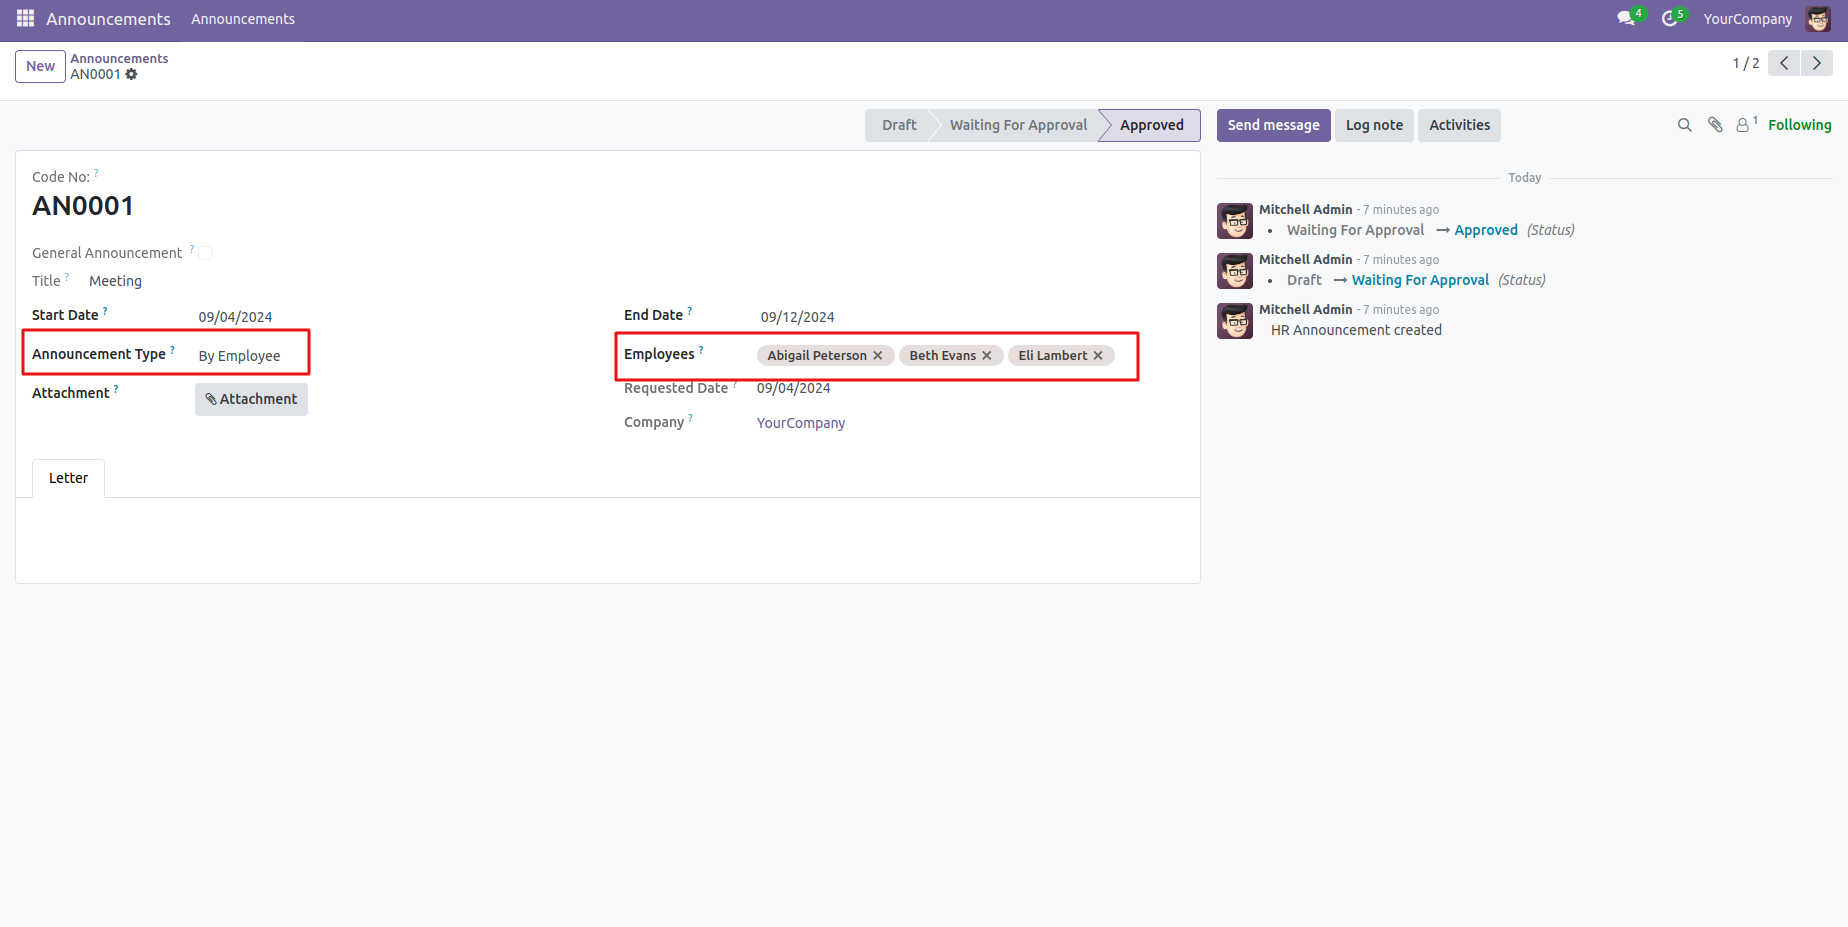 Announcements Announcements 4 5 YourCompany
New Announcements
AN0001
1 / 2
Draft Waiting For Approval Approved
Send message Log note Activities 1 Following
Code No: ?
AN0001
General Announcement ?
Title ? Meeting
Start Date ? 09/04/2024
End Date ? 09/12/2024
Announcement Type ? By Employee
Employees ? Abigail Peterson ✕ Beth Evans ✕ Eli Lambert ✕
Attachment ? Attachment
Requested Date ? 09/04/2024
Company ? YourCompany
Letter
Today
Mitchell Admin - 7 minutes ago
• Waiting For Approval → Approved (Status)
Mitchell Admin - 7 minutes ago
• Draft → Waiting For Approval (Status)
Mitchell Admin - 7 minutes ago
HR Announcement created